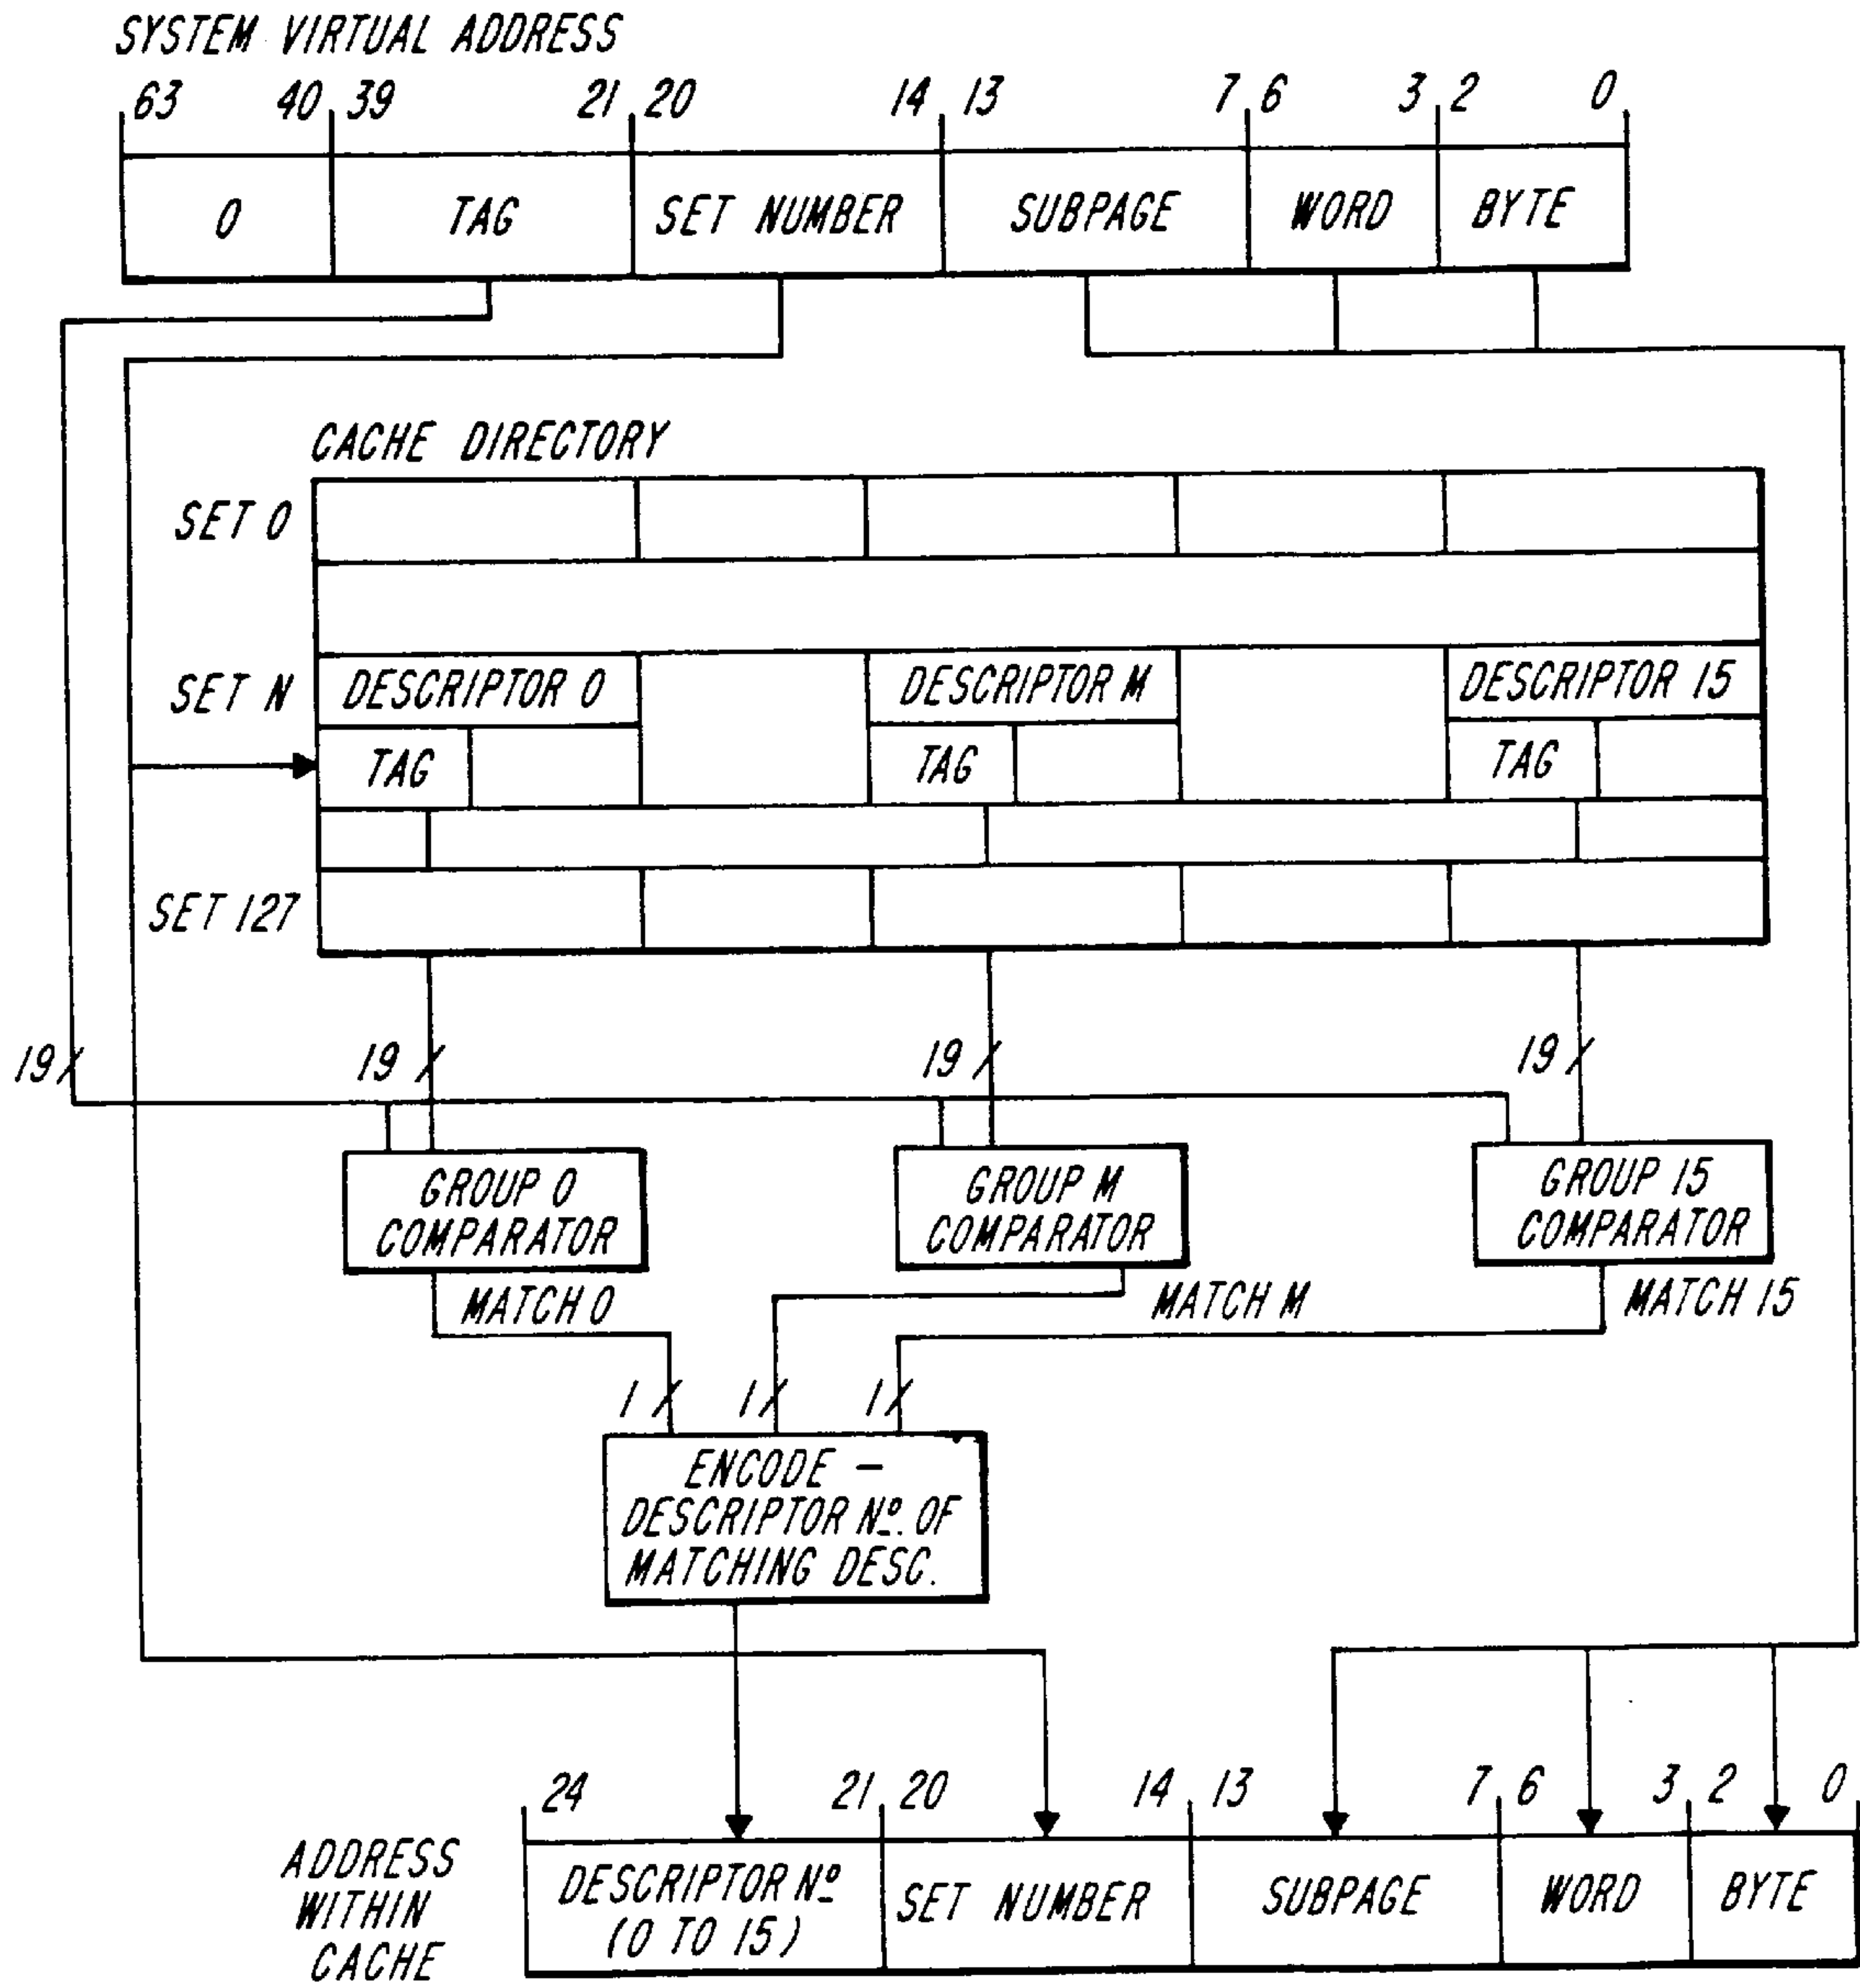 SYSTEM VIRTUAL ADDRESS
63 40 39 21 20 14 13 7 6 3 2 0
0 TAG SET NUMBER SUBPAGE WORD BYTE
CACHE DIRECTORY
SET 0
SET N DESCRIPTOR 0 DESCRIPTOR M DESCRIPTOR 15
TAG TAG TAG
SET 127
19 19 19 19
GROUP 0
COMPARATOR
GROUP M
COMPARATOR
GROUP 15
COMPARATOR
MATCH 0 MATCH M MATCH 15
1 1 1
ENCODE -
DESCRIPTOR Nº. OF
MATCHING DESC.
24 21 20 14 13 7 6 3 2 0
ADDRESS
WITHIN
CACHE
DESCRIPTOR Nº
(0 TO 15)
SET NUMBER SUBPAGE WORD BYTE